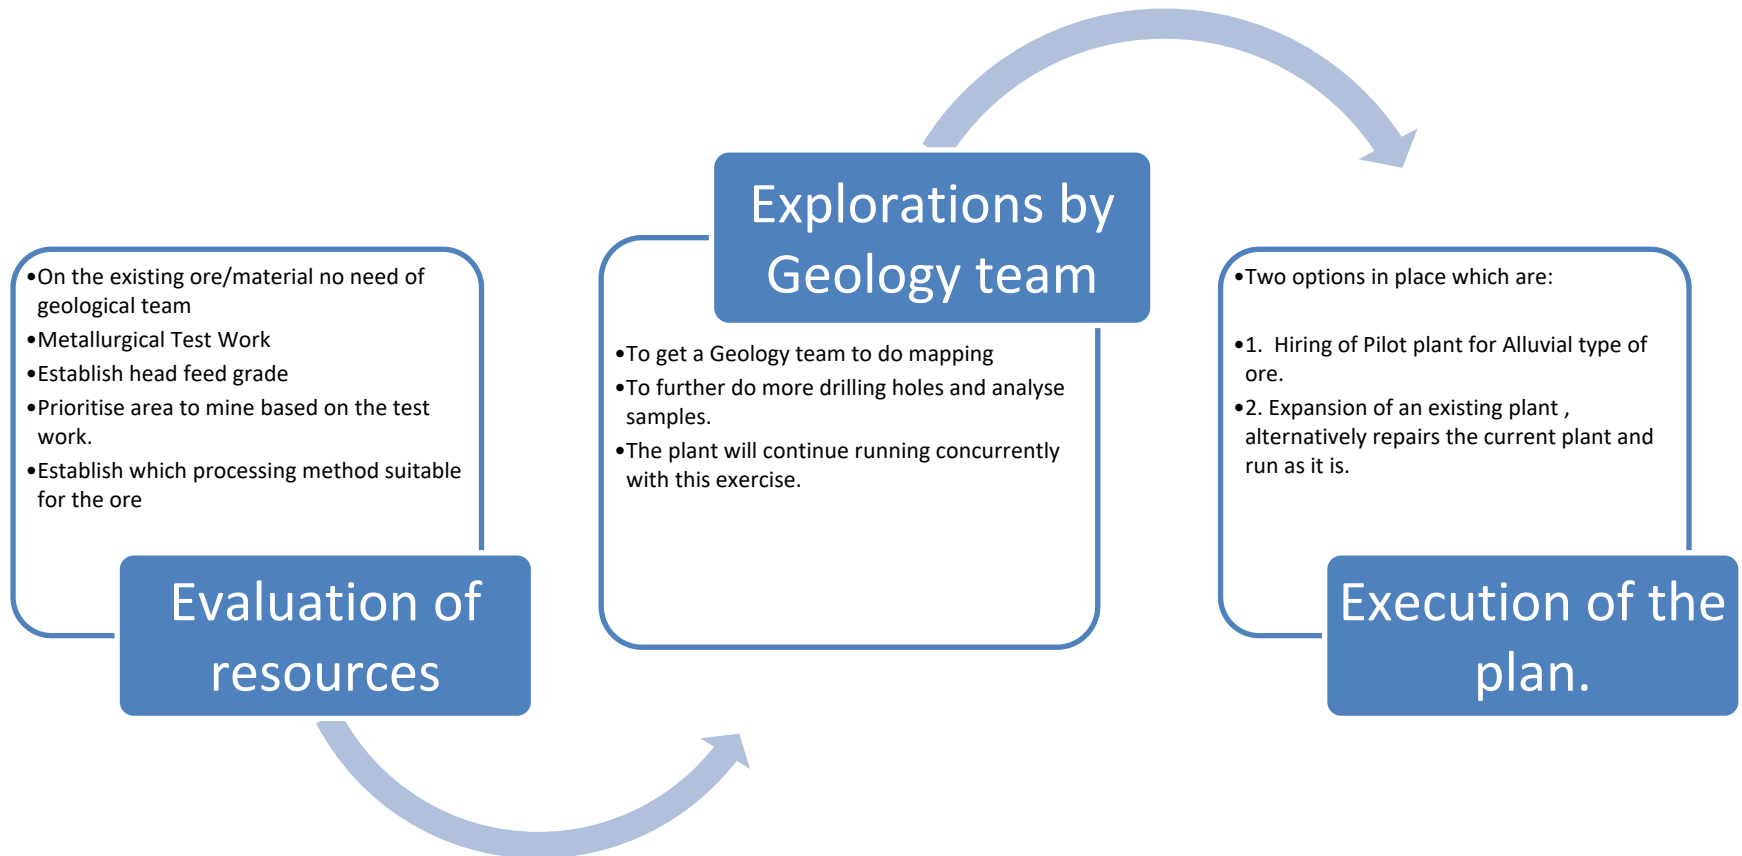 •On the existing ore/material no need of
geological team
•Metallurgical Test Work
•Establish head feed grade
•Prioritise area to mine based on the test
work.
•Establish which processing method suitable
for the ore
Evaluation of
resources
Explorations by
Geology team
•To get a Geology team to do mapping
•To further do more drilling holes and analyse
samples.
•The plant will continue running concurrently
with this exercise.
•Two options in place which are:
•1. Hiring of Pilot plant for Alluvial type of
ore.
•2. Expansion of an existing plant ,
alternatively repairs the current plant and
run as it is.
Execution of the
plan.